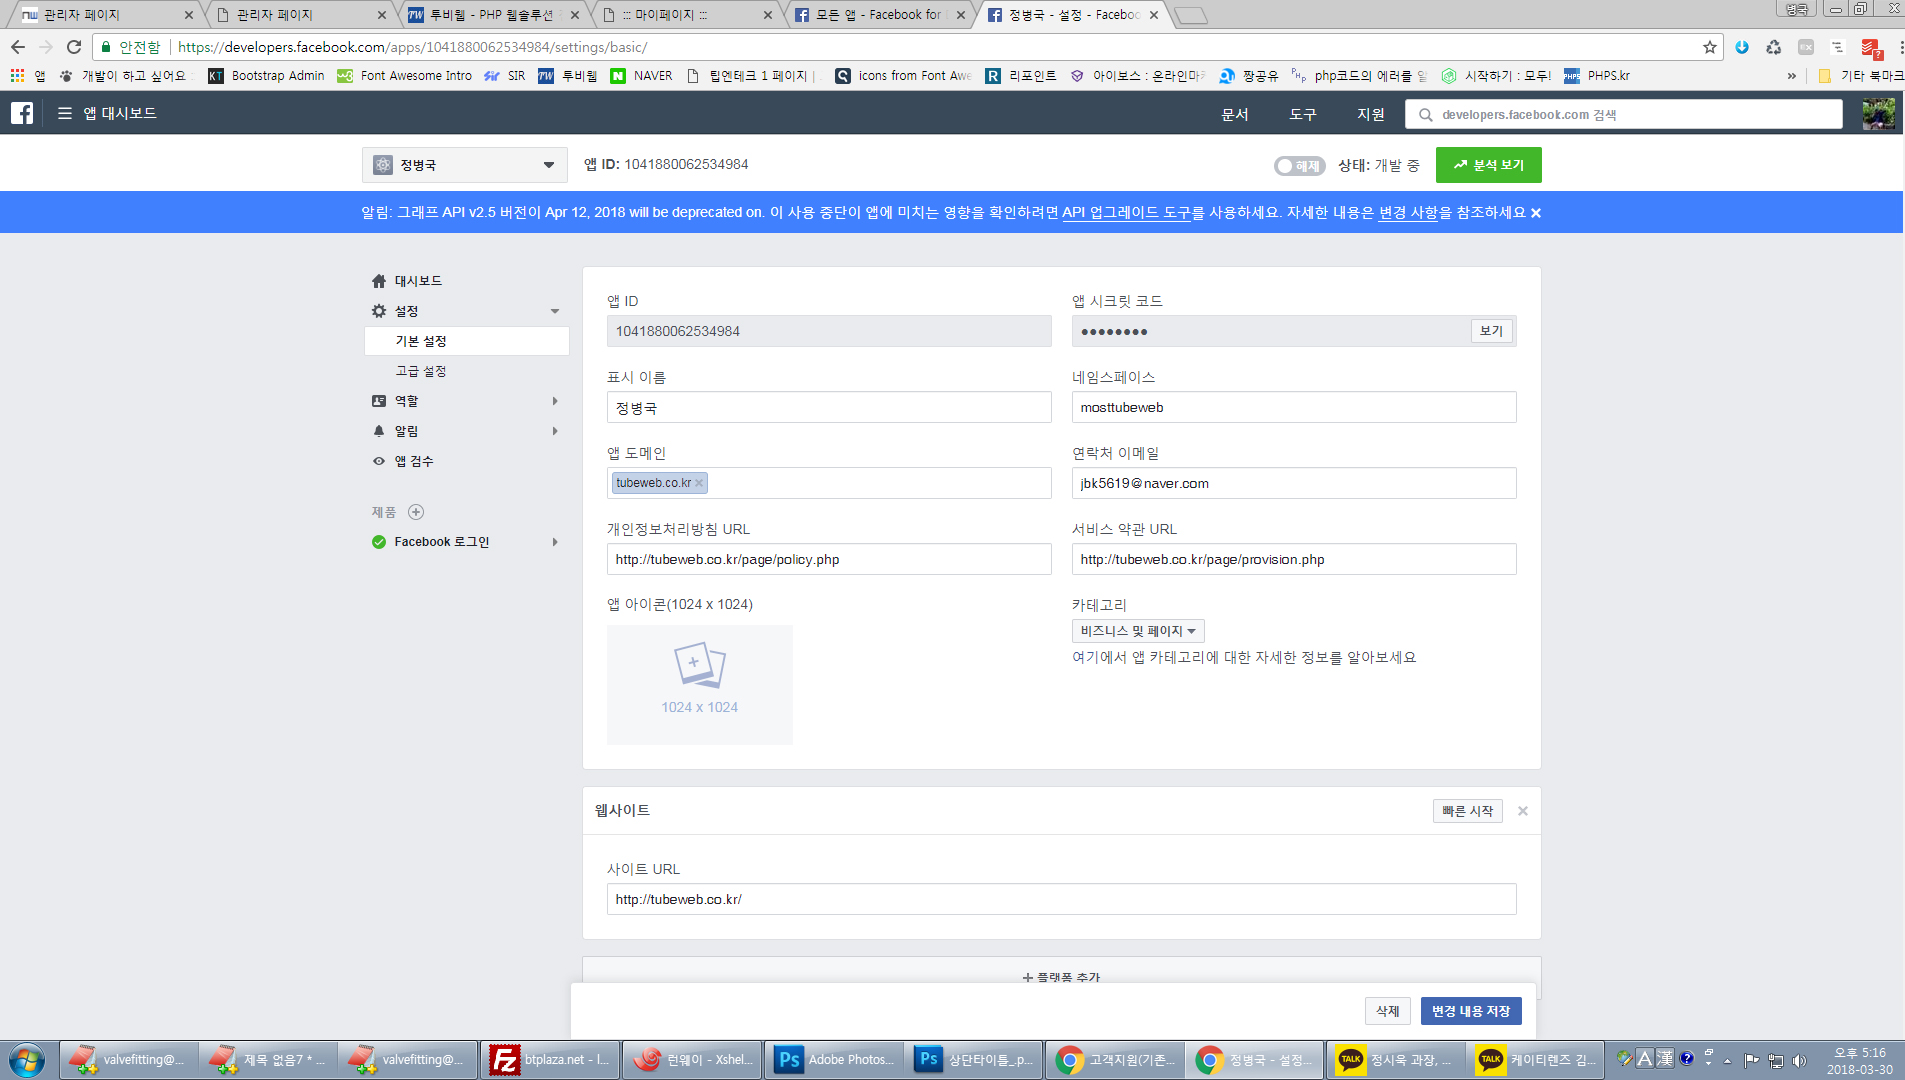 관리자 페이지
관리자 페이지
투비웹 - PHP 웹솔루션
::: 마이페이지 :::
모든 앱 - Facebook for
정병국 - 설정 - Faceboo
병국
안전함
https://developers.facebook.com/apps/1041880062534984/settings/basic/
앱
개발이 하고 싶어요
Bootstrap Admin
Font Awesome Intro
SIR
투비웹
NAVER
팁엔테크 1 페이지 |
icons from Font Awe
리포인트
아이보스 : 온라인마케
짱공유
php코드의 에러를 알
시작하기 : 모두!
PHPS.kr
»
기타 북마크
앱 대시보드
문서
도구
지원
developers.facebook.com 검색
정병국
앱 ID: 1041880062534984
해제
상태: 개발 중
분석 보기
알림: 그래프 API v2.5 버전이 Apr 12, 2018 will be deprecated on. 이 사용 중단이 앱에 미치는 영향을 확인하려면 API 업그레이드 도구를 사용하세요. 자세한 내용은 변경 사항을 참조하세요
대시보드
설정
기본 설정
고급 설정
역할
알림
앱 검수
제품
Facebook 로그인
앱 ID
1041880062534984
앱 시크릿 코드
●●●●●●●●
보기
표시 이름
정병국
네임스페이스
mosttubeweb
앱 도메인
tubeweb.co.kr
연락처 이메일
jbk5619@naver.com
개인정보처리방침 URL
http://tubeweb.co.kr/page/policy.php
서비스 약관 URL
http://tubeweb.co.kr/page/provision.php
앱 아이콘(1024 x 1024)
1024 x 1024
카테고리
비즈니스 및 페이지
여기에서 앱 카테고리에 대한 자세한 정보를 알아보세요
웹사이트
빠른 시작
사이트 URL
http://tubeweb.co.kr/
+ 플랫폼 추가
삭제
변경 내용 저장
valvefitting@...
제목 없음7 * ...
valvefitting@...
btplaza.net - l...
런웨이 - Xshel...
Adobe Photos...
상단타이틀_p...
고객지원(기존...
정병국 - 설정...
정시욱 과장, ...
케이티렌즈 김...
A
漢
오후 5:16
2018-03-30